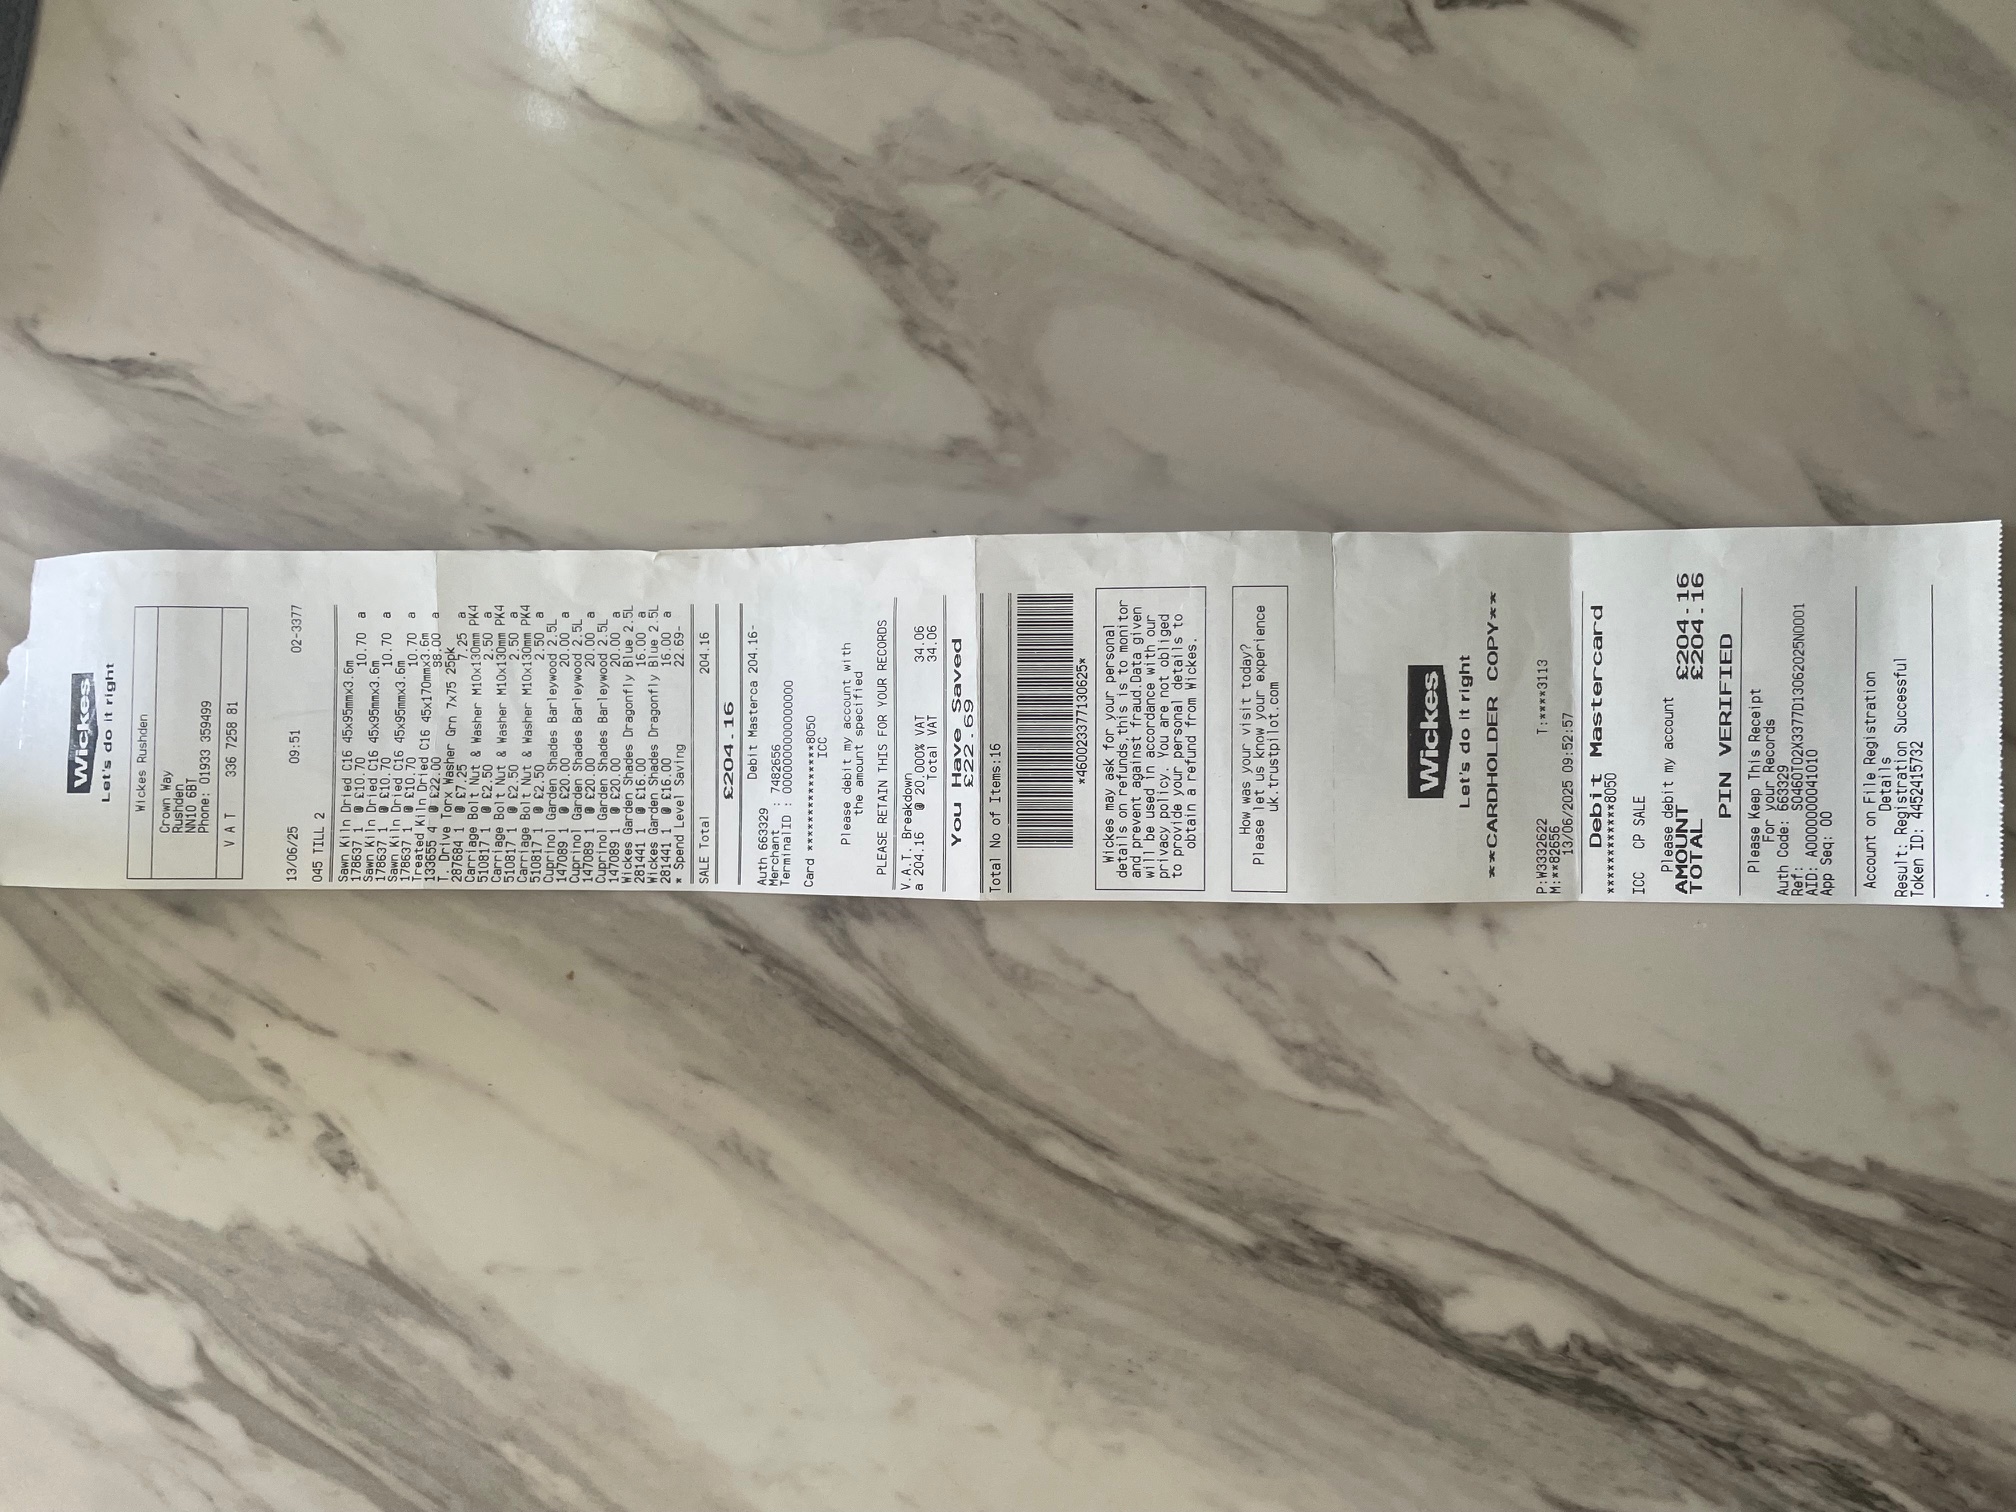 Wickes
Let's do it right
Wickes Rushden
Crown Way
Rushden
NN10 6BT
Phone: 01933 359499
V A T 336 7258 81
13/06/25 09:51 02-3377
045 TILL 2
Sawn Kiln Dried C16 45x95mmx3.6m
178637 1 @ £10.70 10.70 a
Sawn Kiln Dried C16 45x95mmx3.6m
178637 1 @ £10.70 10.70 a
Sawn Kiln Dried C16 45x95mmx3.6m
178637 1 @ £10.70 10.70 a
Treated Kiln Dried C16 45x170mmx3.6m
133655 4 @ £22.00 88.00 a
T. Drive Torx Washer Grn 7x75 25pk
287684 1 @ £7.25 7.25 a
Carriage Bolt Nut & Washer M10x130mm PK4
510817 1 @ £2.50 2.50 a
Carriage Bolt Nut & Washer M10x130mm PK4
510817 1 @ £2.50 2.50 a
Carriage Bolt Nut & Washer M10x130mm PK4
510817 1 @ £2.50 2.50 a
Cuprinol Garden Shades Barleywood 2.5L
147089 1 @ £20.00 20.00 a
Cuprinol Garden Shades Barleywood 2.5L
147089 1 @ £20.00 20.00 a
Cuprinol Garden Shades Barleywood 2.5L
147089 1 @ £20.00 20.00 a
Wickes Garden Shades Dragonfly Blue 2.5L
281441 1 @ £16.00 16.00 a
Wickes Garden Shades Dragonfly Blue 2.5L
281441 1 @ £16.00 16.00 a
* Spend Level Saving 22.69-
SALE Total 204.16
£204.16
Debit Masterca 204.16-
Auth 663329
Merchant : 7482656
TerminalID : 0000000000000000
Card ***************8050
ICC
Please debit my account with
the amount specified
PLEASE RETAIN THIS FOR YOUR RECORDS
V.A.T. Breakdown
a 204.16 @ 20.000% VAT 34.06
Total VAT 34.06
You Have Saved
£22.69
Total No of Items:16
*460023377130625*
Wickes may ask for your personal
details on refunds,this is to monitor
and prevent against fraud.Data given
will be used in accordance with our
privacy policy. You are not obliged
to provide your personal details to
obtain a refund from Wickes.
How was your visit today?
Please let us know your experience
uk.trustpilot.com
Wickes
Let's do it right
**CARDHOLDER COPY**
P:W3332622 T:****3113
M:**82656
13/06/2025 09:52:57
Debit Mastercard
************8050
ICC CP SALE
Please debit my account
AMOUNT £204.16
TOTAL £204.16
PIN VERIFIED
Please Keep This Receipt
For your Records
Auth Code: 663329
Ref: S0460T02X3377D13062025N0001
AID: A0000000041010
App Seq: 00
Account on File Registration
Details
Result: Registration Successful
Token ID: 4452415732